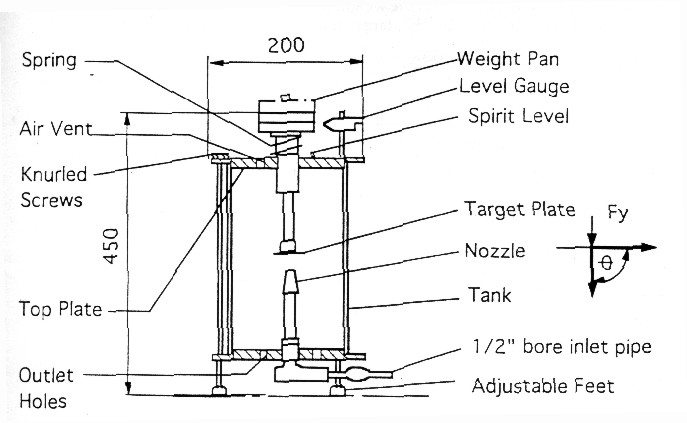 200
Spring
Weight Pan
Level Gauge
Air Vent
Spirit Level
Knurled
Screws
Target Plate
Fy
450
Nozzle
θ
Top Plate
Tank
1/2" bore inlet pipe
Outlet
Holes
Adjustable Feet